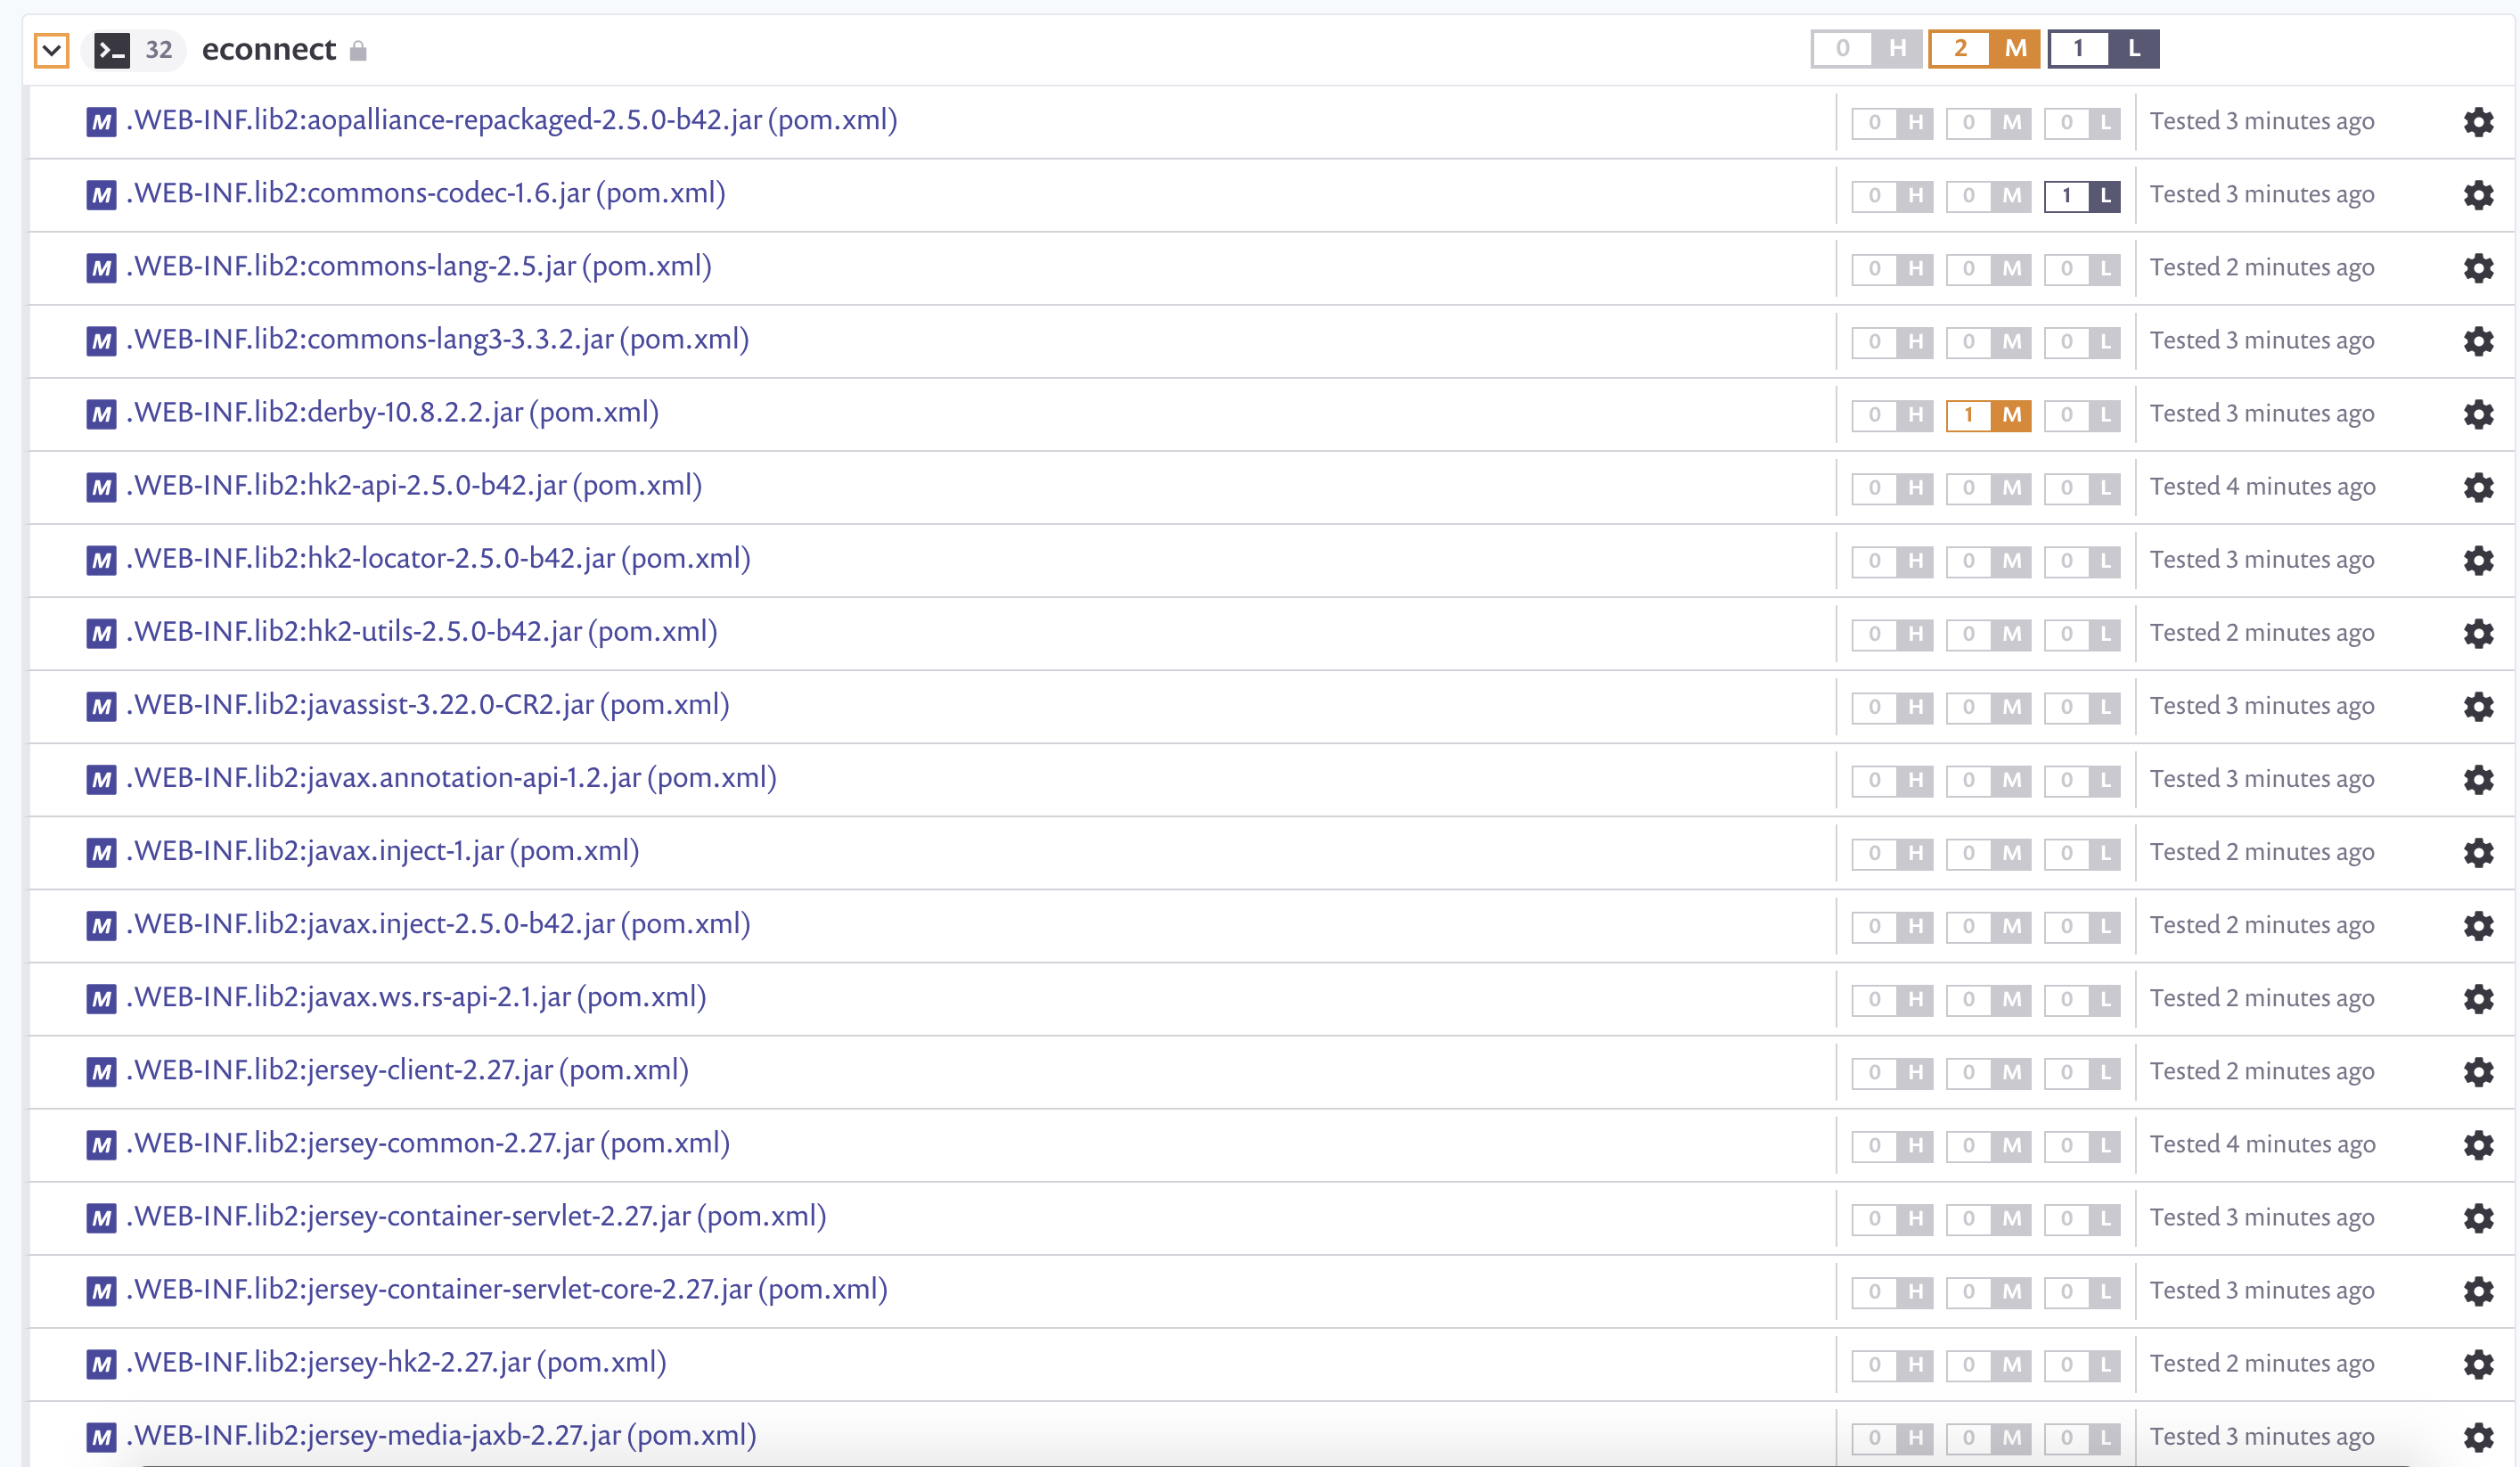 32 econnect 0 H 2 M 1 L
M .WEB-INF.lib2:aopalliance-repackaged-2.5.0-b42.jar (pom.xml) 0 H 0 M 0 L Tested 3 minutes ago
M .WEB-INF.lib2:commons-codec-1.6.jar (pom.xml) 0 H 0 M 1 L Tested 3 minutes ago
M .WEB-INF.lib2:commons-lang-2.5.jar (pom.xml) 0 H 0 M 0 L Tested 2 minutes ago
M .WEB-INF.lib2:commons-lang3-3.3.2.jar (pom.xml) 0 H 0 M 0 L Tested 3 minutes ago
M .WEB-INF.lib2:derby-10.8.2.2.jar (pom.xml) 0 H 1 M 0 L Tested 3 minutes ago
M .WEB-INF.lib2:hk2-api-2.5.0-b42.jar (pom.xml) 0 H 0 M 0 L Tested 4 minutes ago
M .WEB-INF.lib2:hk2-locator-2.5.0-b42.jar (pom.xml) 0 H 0 M 0 L Tested 3 minutes ago
M .WEB-INF.lib2:hk2-utils-2.5.0-b42.jar (pom.xml) 0 H 0 M 0 L Tested 2 minutes ago
M .WEB-INF.lib2:javassist-3.22.0-CR2.jar (pom.xml) 0 H 0 M 0 L Tested 3 minutes ago
M .WEB-INF.lib2:javax.annotation-api-1.2.jar (pom.xml) 0 H 0 M 0 L Tested 3 minutes ago
M .WEB-INF.lib2:javax.inject-1.jar (pom.xml) 0 H 0 M 0 L Tested 2 minutes ago
M .WEB-INF.lib2:javax.inject-2.5.0-b42.jar (pom.xml) 0 H 0 M 0 L Tested 2 minutes ago
M .WEB-INF.lib2:javax.ws.rs-api-2.1.jar (pom.xml) 0 H 0 M 0 L Tested 2 minutes ago
M .WEB-INF.lib2:jersey-client-2.27.jar (pom.xml) 0 H 0 M 0 L Tested 2 minutes ago
M .WEB-INF.lib2:jersey-common-2.27.jar (pom.xml) 0 H 0 M 0 L Tested 4 minutes ago
M .WEB-INF.lib2:jersey-container-servlet-2.27.jar (pom.xml) 0 H 0 M 0 L Tested 3 minutes ago
M .WEB-INF.lib2:jersey-container-servlet-core-2.27.jar (pom.xml) 0 H 0 M 0 L Tested 3 minutes ago
M .WEB-INF.lib2:jersey-hk2-2.27.jar (pom.xml) 0 H 0 M 0 L Tested 2 minutes ago
M .WEB-INF.lib2:jersey-media-jaxb-2.27.jar (pom.xml) 0 H 0 M 0 L Tested 3 minutes ago